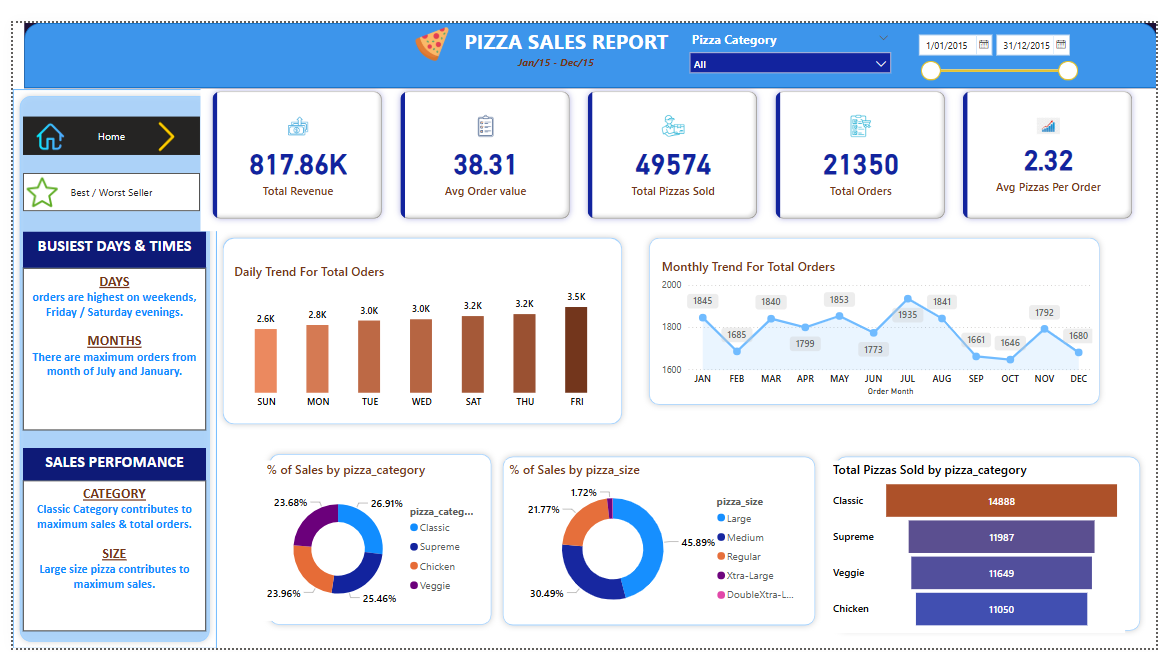 PIZZA SALES REPORT
Jan/15 - Dec/15
Pizza Category
All
1/01/2015
31/12/2015
Home
Best / Worst Seller
817.86K
Total Revenue
38.31
Avg Order value
49574
Total Pizzas Sold
21350
Total Orders
2.32
Avg Pizzas Per Order
BUSIEST DAYS & TIMES
DAYS
orders are highest on weekends,
Friday / Saturday evenings.
MONTHS
There are maximum orders from
month of July and January.
SALES PERFOMANCE
CATEGORY
Classic Category contributes to
maximum sales & total orders.
SIZE
Large size pizza contributes to
maximum sales.
Daily Trend For Total Oders
2.6K
2.8K
3.0K
3.0K
3.2K
3.2K
3.5K
SUN
MON
TUE
WED
SAT
THU
FRI
Monthly Trend For Total Orders
2000
1800
1600
1845
1685
1840
1799
1853
1773
1935
1841
1661
1646
1792
1680
JAN
FEB
MAR
APR
MAY
JUN
JUL
AUG
SEP
OCT
NOV
DEC
Order Month
% of Sales by pizza_category
23.68%
26.91%
23.96%
25.46%
pizza_categ...
Classic
Supreme
Chicken
Veggie
% of Sales by pizza_size
1.72%
21.77%
45.89%
30.49%
pizza_size
Large
Medium
Regular
Xtra-Large
DoubleXtra-L...
Total Pizzas Sold by pizza_category
Classic
14888
Supreme
11987
Veggie
11649
Chicken
11050